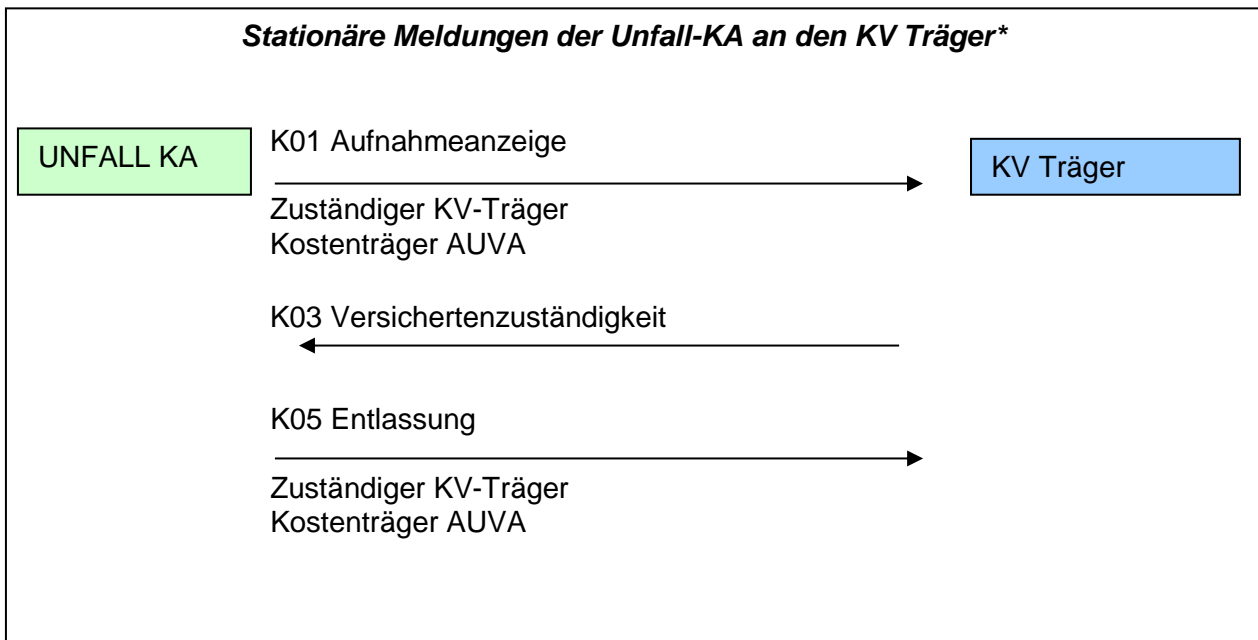 Stationäre Meldungen der Unfall-KA an den KV Träger*
UNFALL KA
K01 Aufnahmeanzeige
KV Träger
Zuständiger KV-Träger
Kostenträger AUVA
K03 Versichertenzuständigkeit
K05 Entlassung
Zuständiger KV-Träger
Kostenträger AUVA